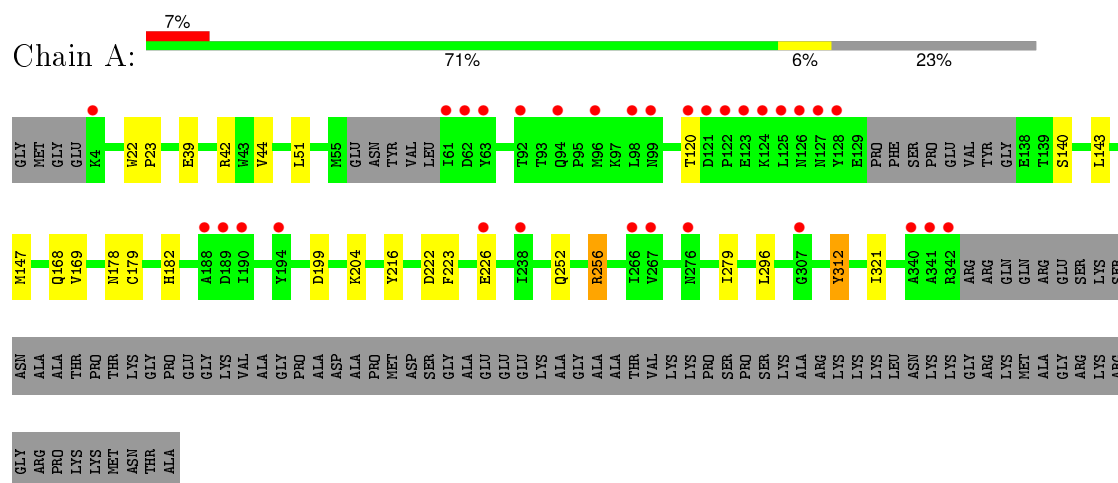 7%
Chain A:
71% 6% 23%
GLY MET GLY GLU K4 W22 P23 E39 R42 W43 V44 L51 M55 GLU ASN TYR VAL LEU I61 D62 Y63 T92 T93 Q94 P95 M96 K97 L98 N99 T120 D121 P122 E123 K124 L125 N126 N127 Y128 E129 PRO PHE SER PRO GLU VAL TYR GLY E138 T139 S140 L143
M147 Q168 V169 N178 C179 H182 A188 D189 I190 Y194 D199 K204 Y216 D222 F223 E226 I238 Q252 R256 I266 V267 N276 I279 L296 G307 Y312 I321 A340 A341 R342 ARG ARG GLN GLN ARG GLU SER LYS SER
ASN ALA ALA THR PRO THR LYS GLY PRO GLU GLY LYS VAL ALA GLY PRO ALA ASP ALA PRO MET ASP SER GLY ALA GLU GLU GLU LYS ALA GLY ALA ALA THR VAL LYS LYS PRO SER PRO SER LYS ALA ARG LYS LYS LYS LEU ASN LYS GLY ARG LYS MET ALA GLY ARG LYS ARG
GLY ARG PRO LYS LYS MET ASN THR ALA